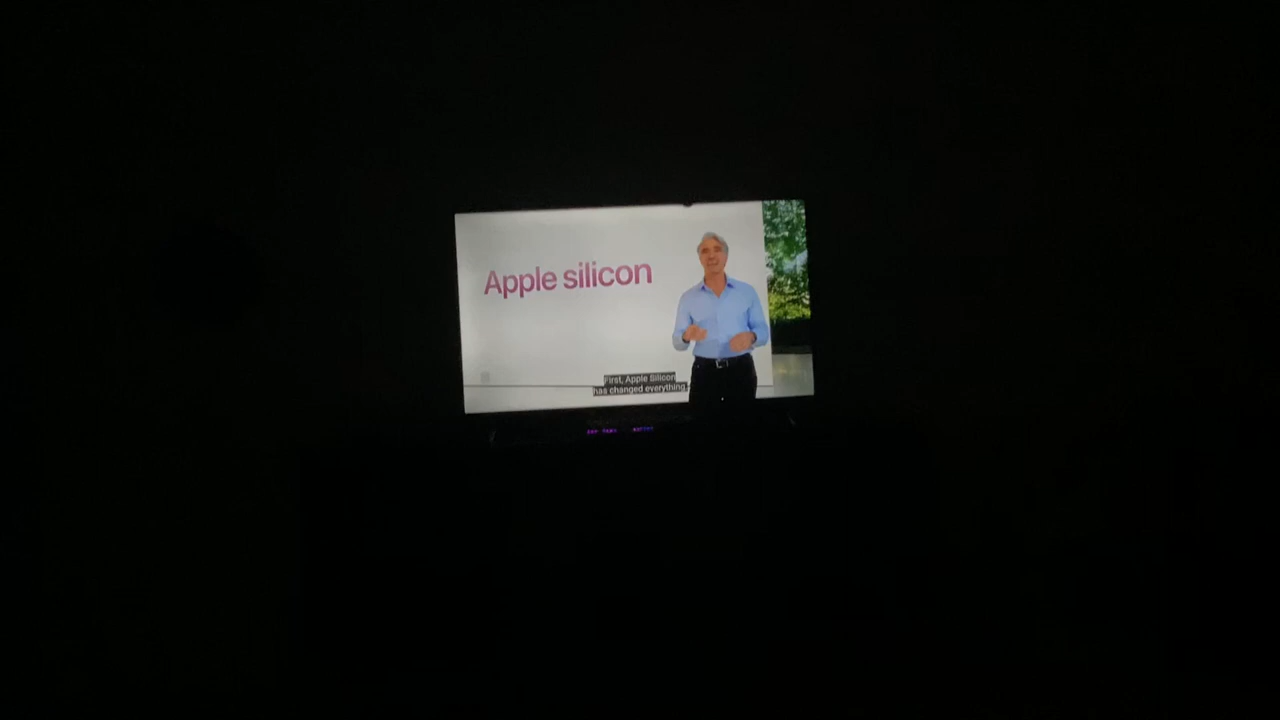 Apple silicon
First, Apple Silicon
has changed everything.